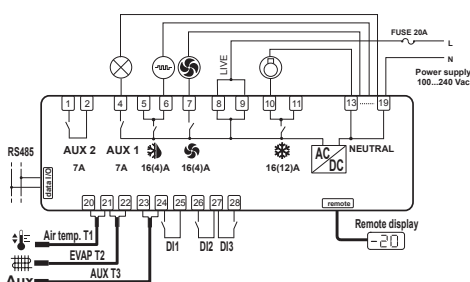 FUSE 20A
L
N
LIVE
Power supply
100...240 Vac
1 2 4 5 6 7 8 9 10 11 13 ........ 19
AUX 2
7A
AUX 1
7A
16(4)A
16(4)A
16(12)A
AC
DC
NEUTRAL
RS485
data I/O
20 21 22 23 24 25 26 27 28
remote
Air temp. T1
EVAP T2
AUX T3
Aux
DI1
DI2
DI3
Remote display
-20